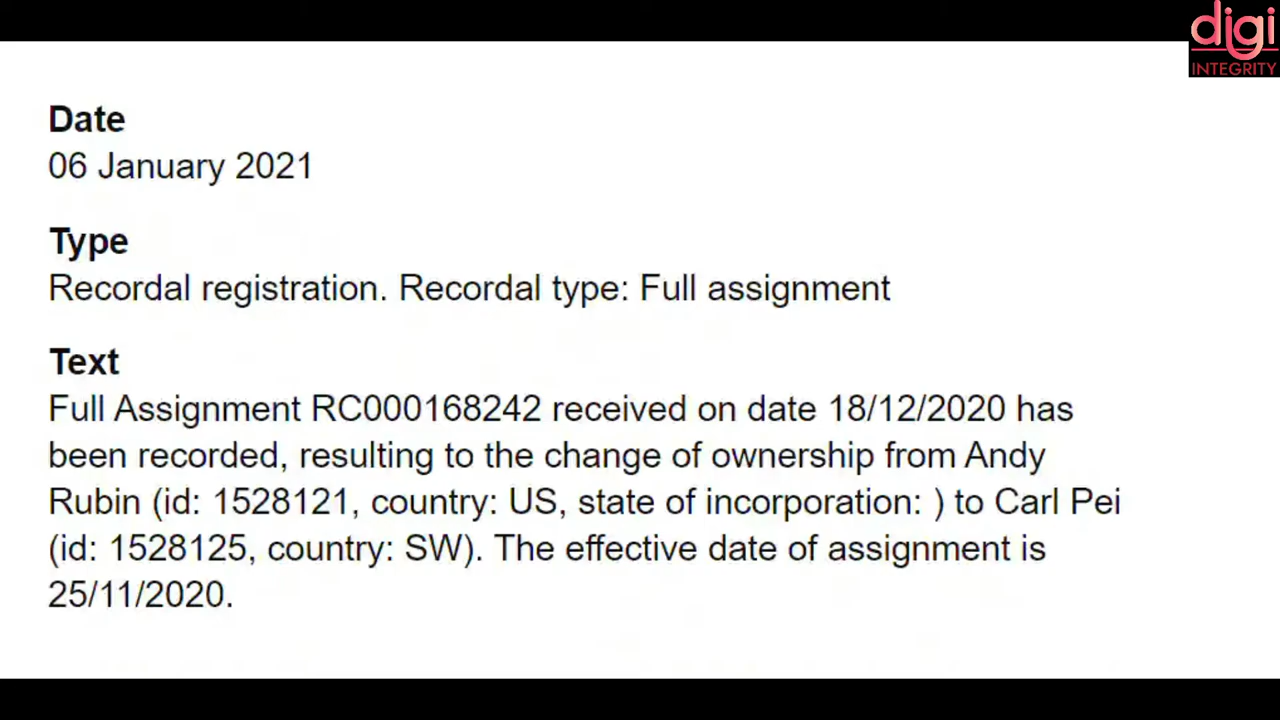 digi
INTEGRITY
Date
06 January 2021
Type
Recordal registration. Recordal type: Full assignment
Text
Full Assignment RC000168242 received on date 18/12/2020 has
been recorded, resulting to the change of ownership from Andy
Rubin (id: 1528121, country: US, state of incorporation: ) to Carl Pei
(id: 1528125, country: SW). The effective date of assignment is
25/11/2020.